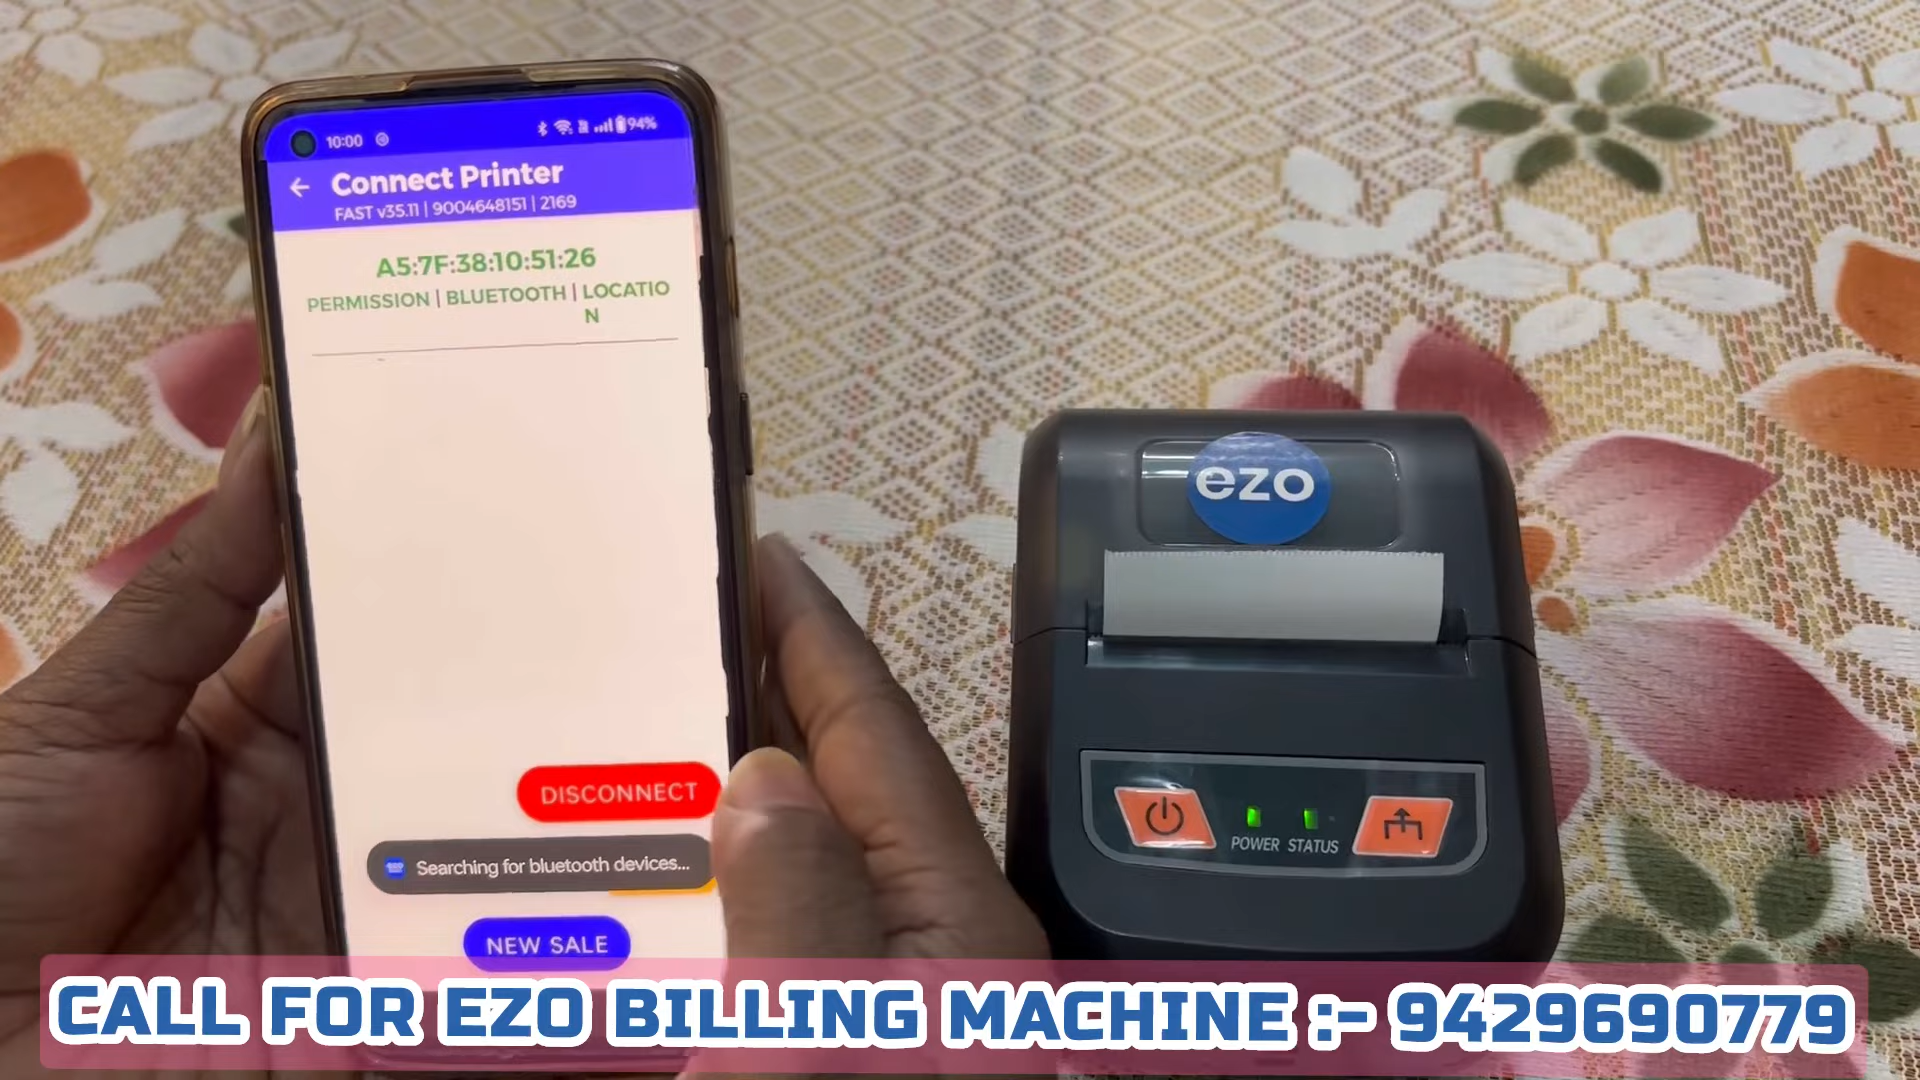 10:00
94%
Connect Printer
FAST v35.11 | 9004648151 | 2169
A5:7F:38:10:51:26
PERMISSION | BLUETOOTH | LOCATIO
N
DISCONNECT
Searching for bluetooth devices...
NEW SALE
ezo
POWER STATUS
CALL FOR EZO BILLING MACHINE :- 9429690779